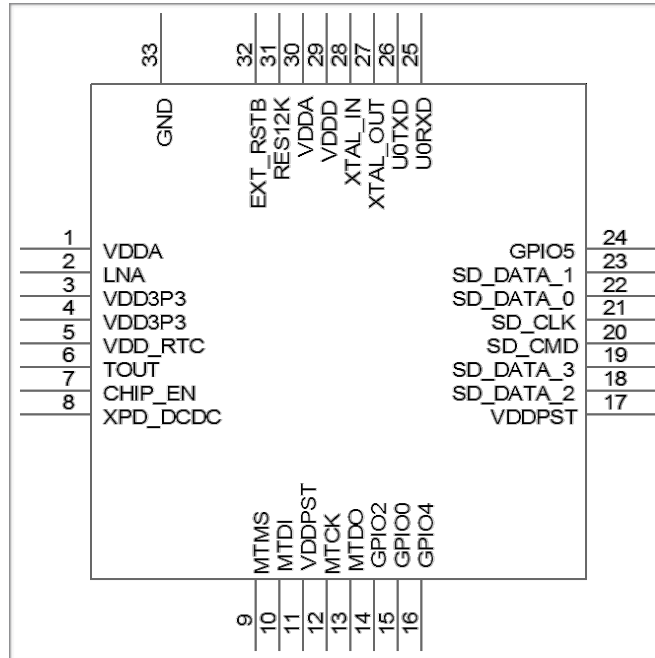 33
32
31
30
29
28
27
26
25
GND
EXT_RSTB
RES12K
VDDA
VDDD
XTAL_IN
XTAL_OUT
U0TXD
U0RXD
1 VDDA
2 LNA
3 VDD3P3
4 VDD3P3
5 VDD_RTC
6 TOUT
7 CHIP_EN
8 XPD_DCDC
GPIO5 24
SD_DATA_1 23
SD_DATA_0 22
SD_CLK 21
SD_CMD 20
SD_DATA_3 19
SD_DATA_2 18
VDDPST 17
MTMS
MTDI
VDDPST
MTCK
MTDO
GPIO2
GPIO0
GPIO4
9
10
11
12
13
14
15
16